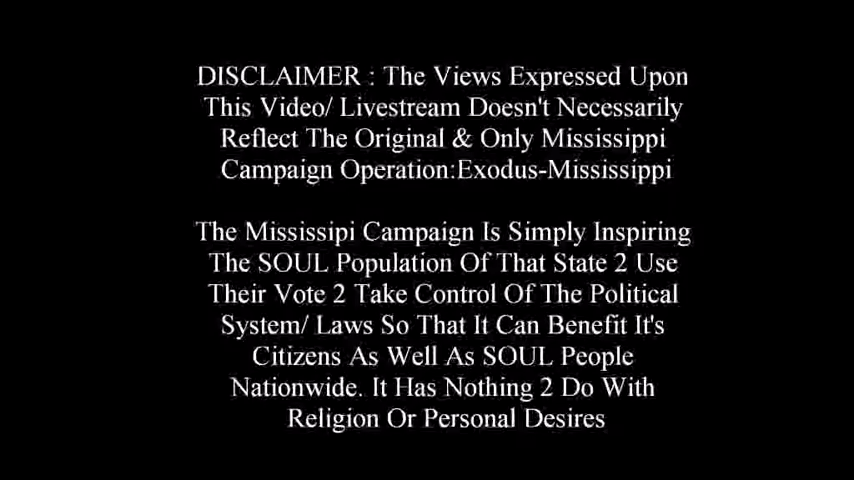 DISCLAIMER : The Views Expressed Upon
This Video/ Livestream Doesn't Necessarily
Reflect The Original & Only Mississippi
Campaign Operation:Exodus-Mississippi
The Mississipi Campaign Is Simply Inspiring
The SOUL Population Of That State 2 Use
Their Vote 2 Take Control Of The Political
System/ Laws So That It Can Benefit It's
Citizens As Well As SOUL People
Nationwide. It Has Nothing 2 Do With
Religion Or Personal Desires